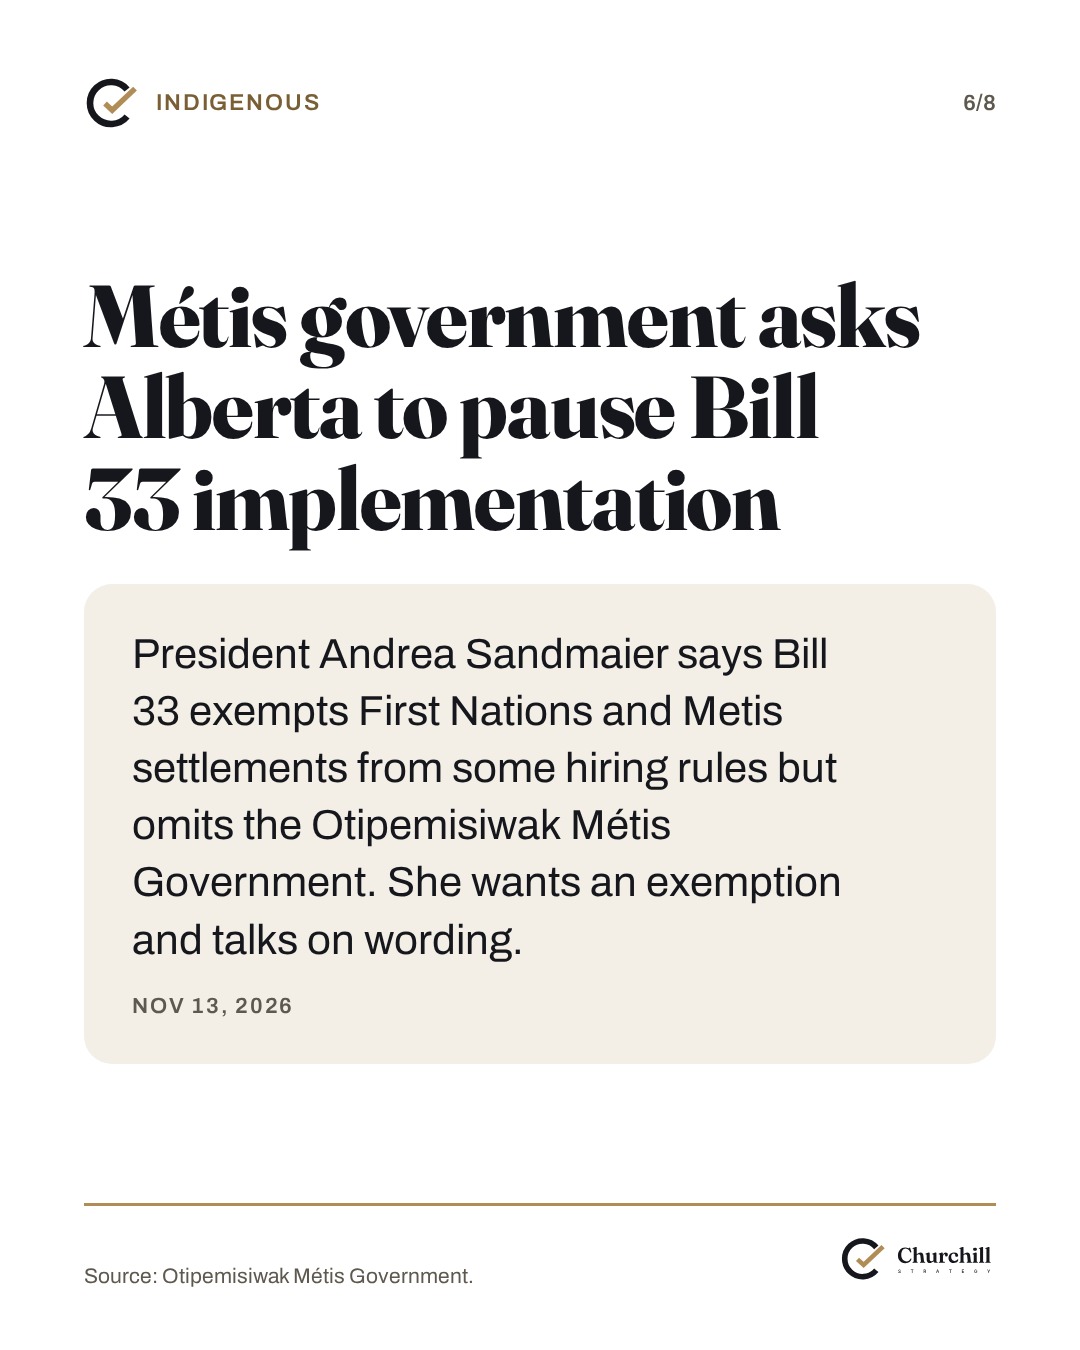 INDIGENOUS
6/8
Métis government asks
Alberta to pause Bill
33 implementation
President Andrea Sandmaier says Bill
33 exempts First Nations and Metis
settlements from some hiring rules but
omits the Otipemisiwak Métis
Government. She wants an exemption
and talks on wording.
NOV 13, 2026
Source: Otipemisiwak Métis Government.
Churchill
STRATEGY